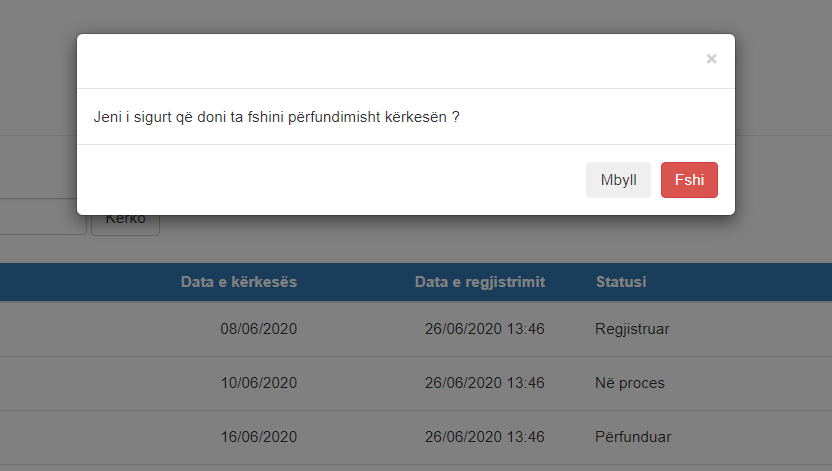 ×
Jeni i sigurt që doni ta fshini përfundimisht kërkesën ?
Mbyll Fshi
Kërko
Data e kërkesës Data e regjistrimit Statusi
08/06/2020 26/06/2020 13:46 Regjistruar
10/06/2020 26/06/2020 13:46 Në proces
16/06/2020 26/06/2020 13:46 Përfunduar